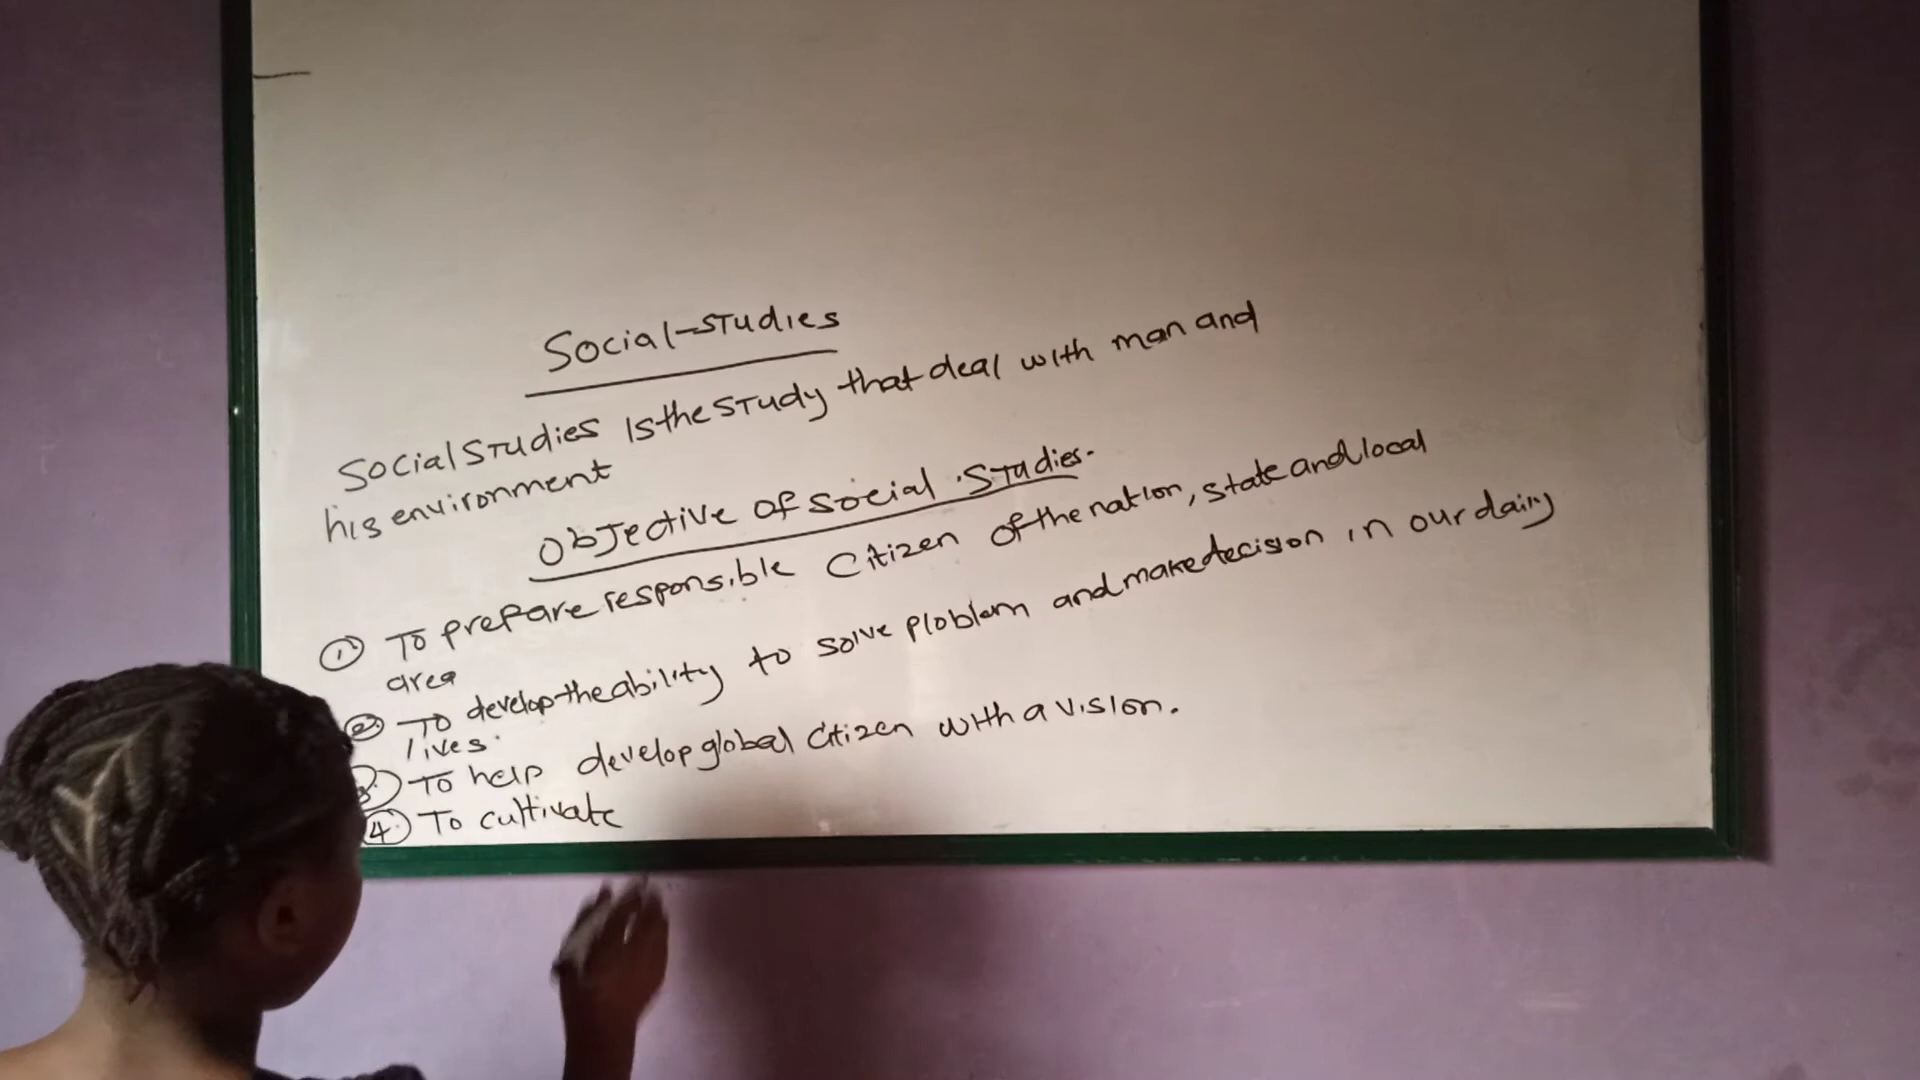 Social-Studies
Social Studies is the study that deal with man and
his environment
Objective of social studies.
① To prepare responsible citizen of the nation, state and local
area
② To develop the ability to solve ploblem and make decision in our dairy
lives.
③ To help develop global citizen with a vision.
④ To cultivate